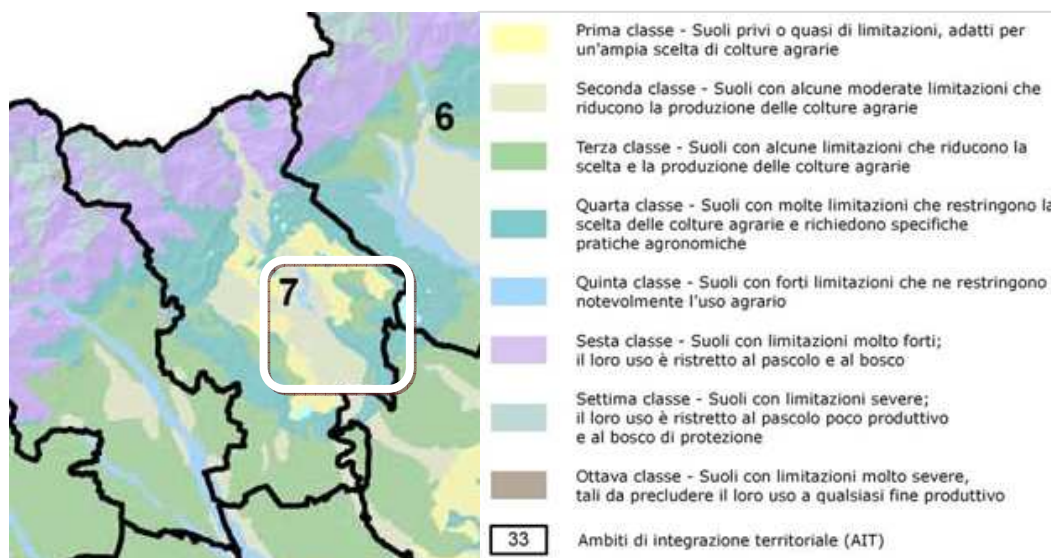 6
7
Prima classe - Suoli privi o quasi di limitazioni, adatti per
un'ampia scelta di colture agrarie
Seconda classe - Suoli con alcune moderate limitazioni che
riducono la produzione delle colture agrarie
Terza classe - Suoli con alcune limitazioni che riducono la
scelta e la produzione delle colture agrarie
Quarta classe - Suoli con molte limitazioni che restringono la
scelta delle colture agrarie e richiedono specifiche
pratiche agronomiche
Quinta classe - Suoli con forti limitazioni che ne restringono
notevolmente l'uso agrario
Sesta classe - Suoli con limitazioni molto forti;
il loro uso è ristretto al pascolo e al bosco
Settima classe - Suoli con limitazioni severe;
il loro uso è ristretto al pascolo poco produttivo
e al bosco di protezione
Ottava classe - Suoli con limitazioni molto severe,
tali da precludere il loro uso a qualsiasi fine produttivo
33 Ambiti di integrazione territoriale (AIT)